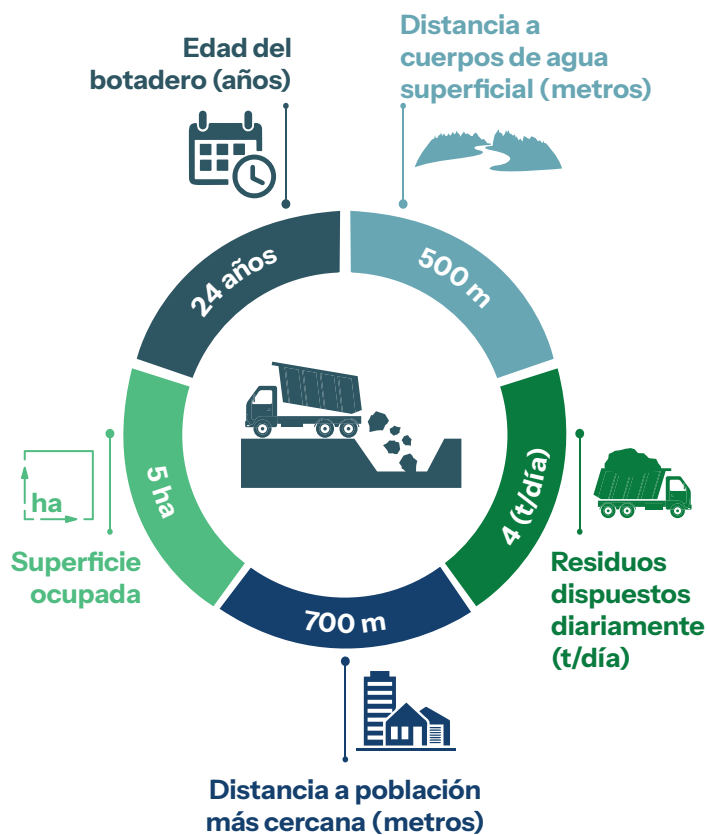 Edad del
botadero (años)
Distancia a
cuerpos de agua
superficial (metros)
24 años
500 m
5 ha
4 (t/día)
700 m
ha
Superficie
ocupada
Residuos
dispuestos
diariamente
(t/día)
Distancia a población
más cercana (metros)